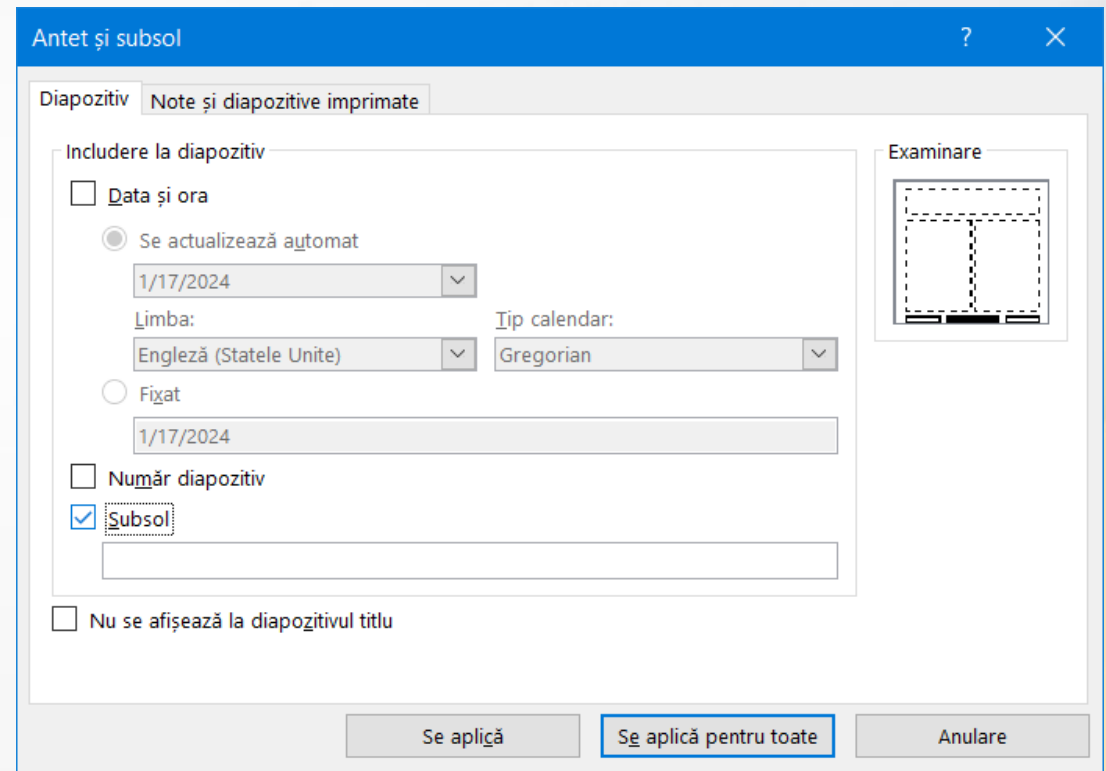 Antet și subsol ?
Diapozitiv Note și diapozitive imprimate
Includere la diapozitiv Examinare
Data și ora
Se actualizează automat
1/17/2024
Limba: Tip calendar:
Engleză (Statele Unite) Gregorian
Fixat
1/17/2024
Număr diapozitiv
Subsol
Nu se afișează la diapozitivul titlu
Se aplică Se aplică pentru toate Anulare